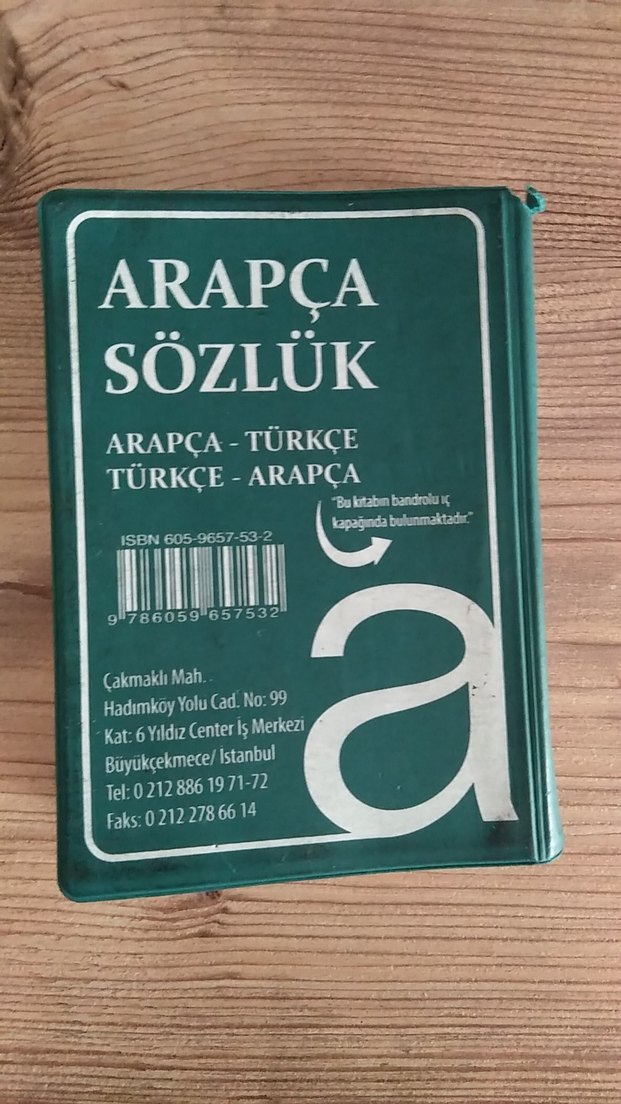 ARAPÇA
SÖZLÜK
ARAPÇA - TÜRKÇE
TÜRKÇE - ARAPÇA
"Bu kitabın bandrolu iç
kapağında bulunmaktadır."
ISBN 605-9657-53-2
9 786059 657532
a
Çakmaklı Mah.
Hadımköy Yolu Cad. No: 99
Kat: 6 Yıldız Center İş Merkezi
Büyükçekmece/ İstanbul
Tel: 0 212 886 19 71-72
Faks: 0 212 278 66 14